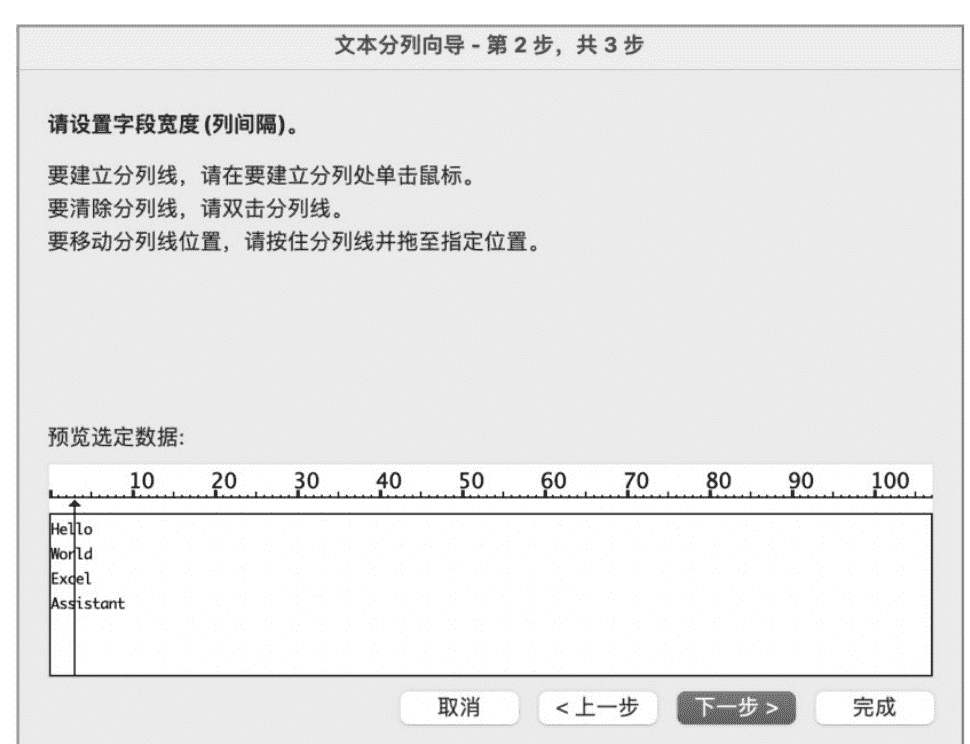 文本分列向导 - 第 2 步，共 3 步
请设置字段宽度 (列间隔)。
要建立分列线，请在要建立分列处单击鼠标。
要清除分列线，请双击分列线。
要移动分列线位置，请按住分列线并拖至指定位置。
预览选定数据:
10 20 30 40 50 60 70 80 90 100
Hello
World
Excel
Assistant
取消 < 上一步 下一步 > 完成